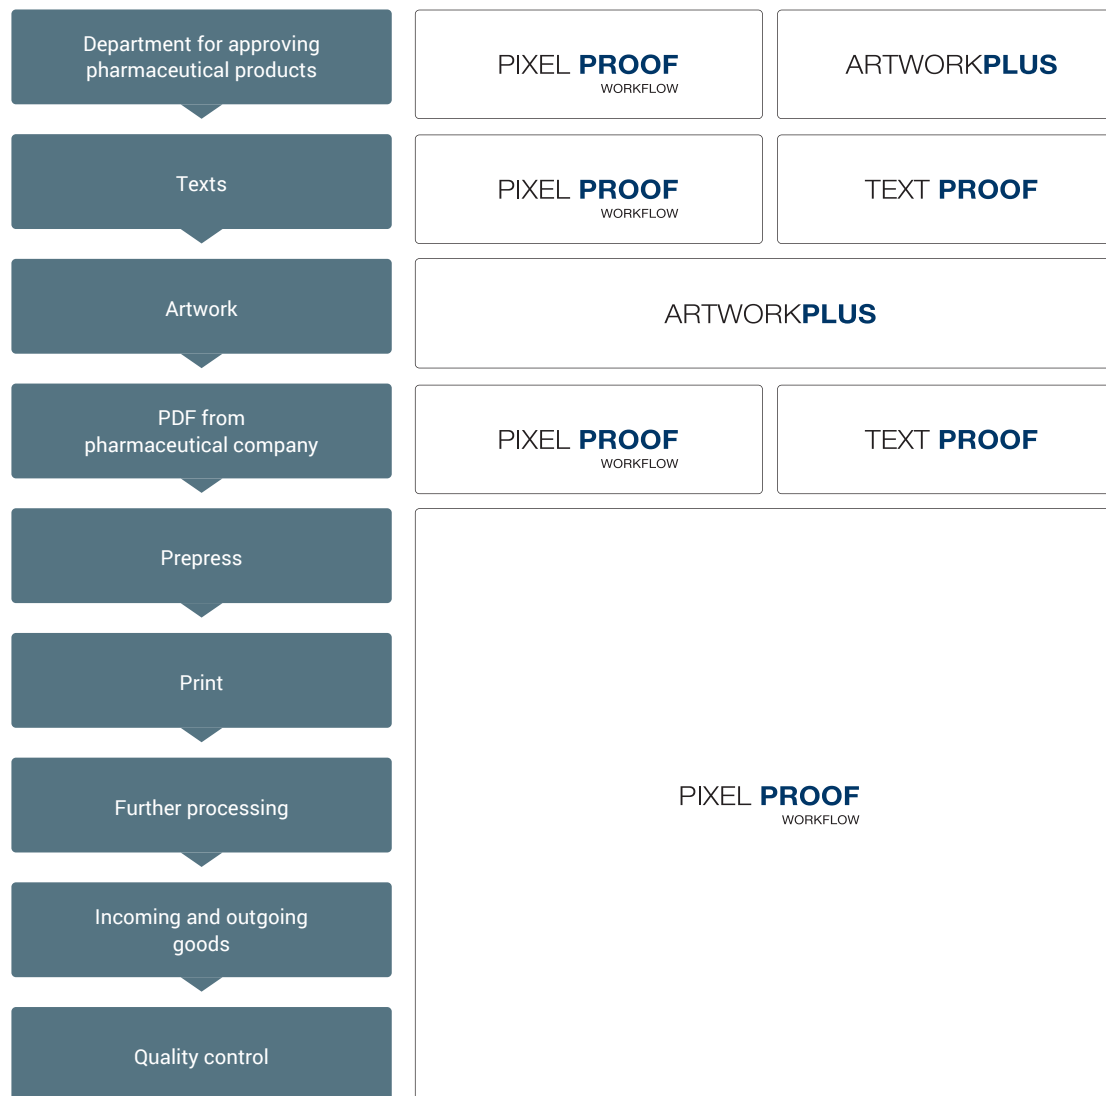 Department for approving
pharmaceutical products
PIXEL PROOF
WORKFLOW
ARTWORKPLUS
Texts
PIXEL PROOF
WORKFLOW
TEXT PROOF
Artwork
ARTWORKPLUS
PDF from
pharmaceutical company
PIXEL PROOF
WORKFLOW
TEXT PROOF
Prepress
Print
Further processing
PIXEL PROOF
WORKFLOW
Incoming and outgoing
goods
Quality control